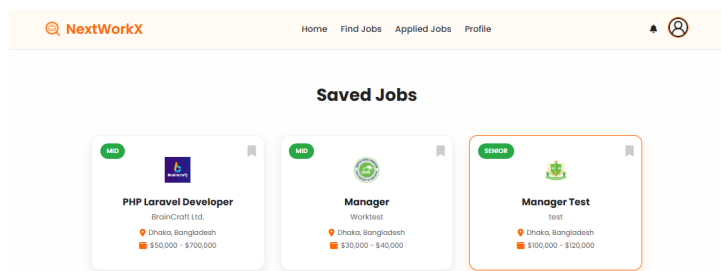 NextWorkX
Home Find Jobs Applied Jobs Profile
Saved Jobs
MID
PHP Laravel Developer
BrainCraft Ltd.
Dhaka, Bangladesh
$50,000 - $700,000
MID
Manager
Worktest
Dhaka, Bangladesh
$30,000 - $40,000
SENIOR
Manager Test
test
Dhaka, Bangladesh
$100,000 - $120,000